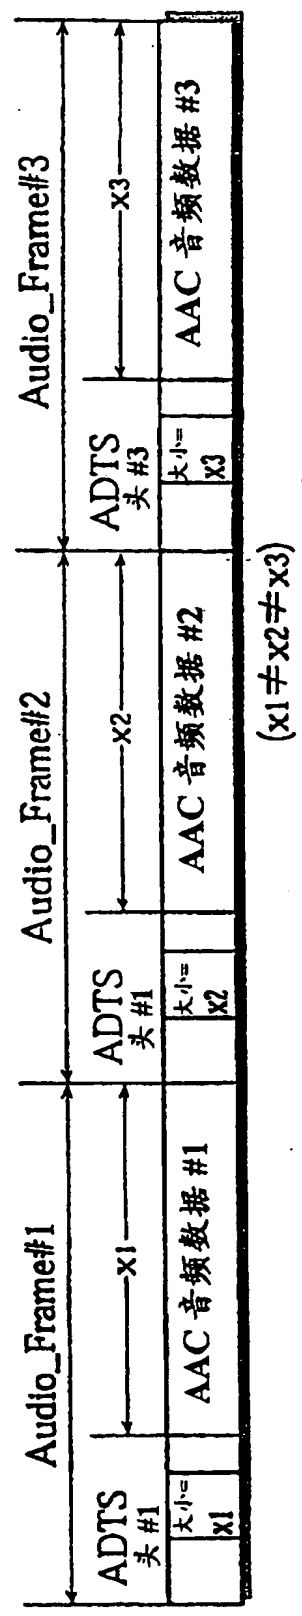 Audio_Frame#1
Audio_Frame#2
Audio_Frame#3
ADTS
头 #1
x1
ADTS
头 #1
x2
ADTS
头 #3
x3
大小=
x1
AAC 音频数据 #1
大小=
x2
AAC 音频数据 #2
大小=
x3
AAC 音频数据 #3
(x1≠x2≠x3)